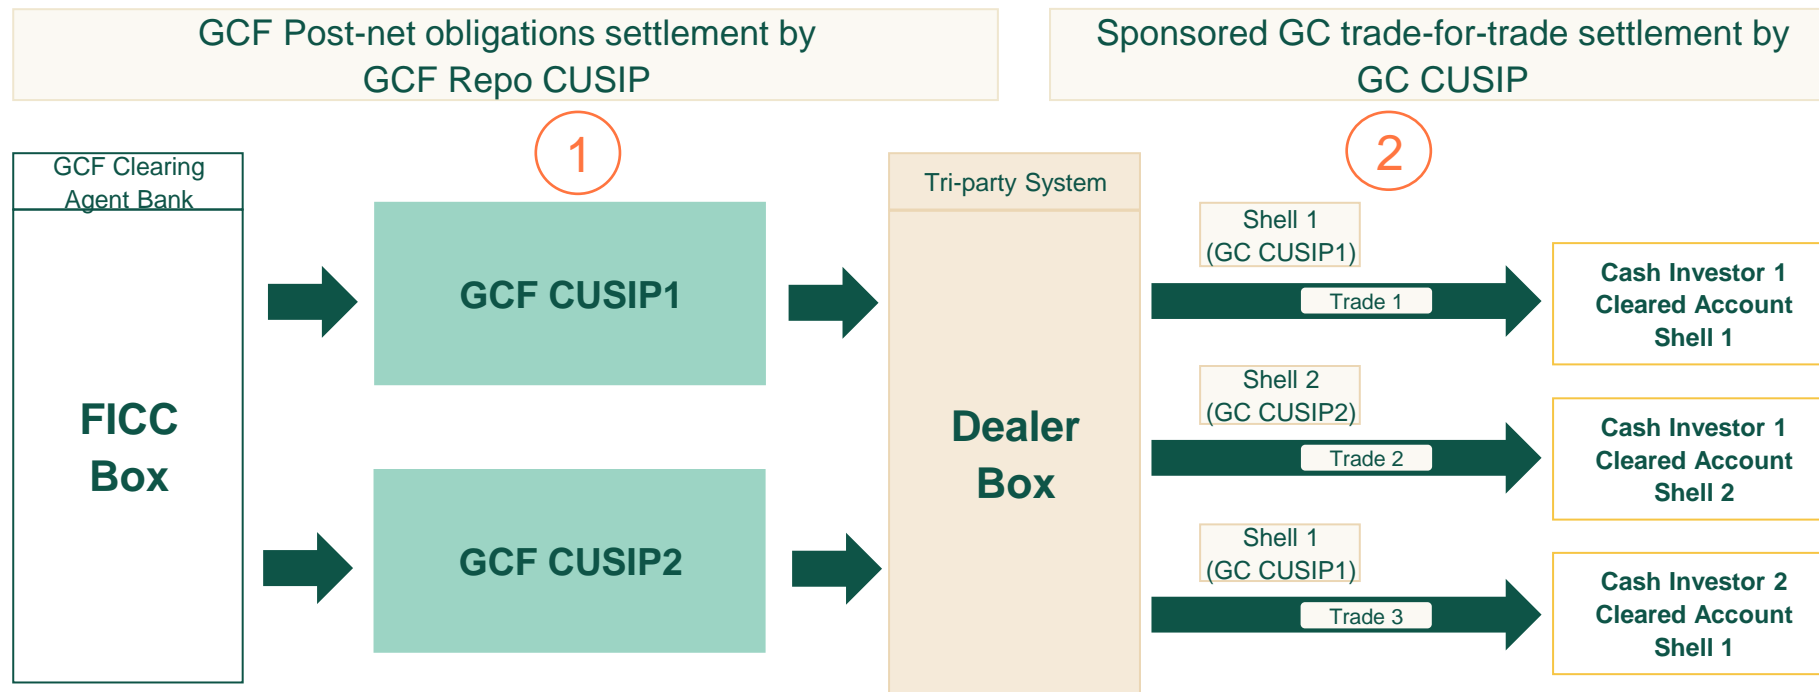 GCF Post-net obligations settlement by
GCF Repo CUSIP
Sponsored GC trade-for-trade settlement by
GC CUSIP
1
2
GCF Clearing
Agent Bank
FICC
Box
GCF CUSIP1
GCF CUSIP2
Tri-party System
Dealer
Box
Shell 1
(GC CUSIP1)
Trade 1
Cash Investor 1
Cleared Account
Shell 1
Shell 2
(GC CUSIP2)
Trade 2
Cash Investor 1
Cleared Account
Shell 2
Shell 1
(GC CUSIP1)
Trade 3
Cash Investor 2
Cleared Account
Shell 1